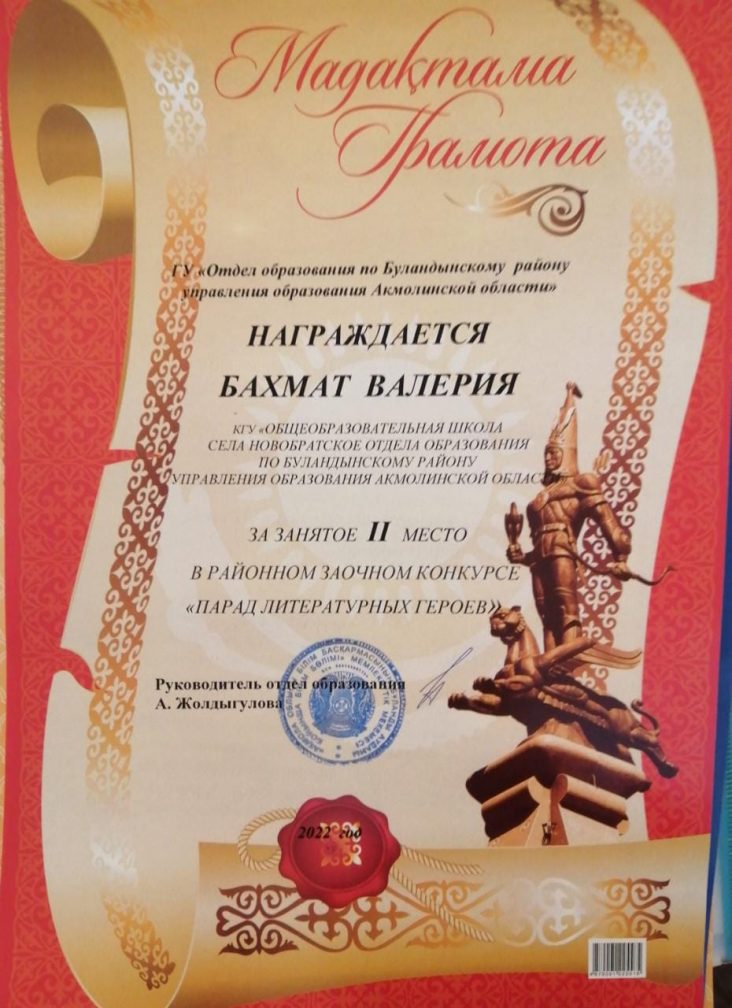 Мадақтама
Грамота
ГУ «Отдел образования по Буландынскому району
управления образования Акмолинской области»
НАГРАЖДАЕТСЯ
БАХМАТ ВАЛЕРИЯ
КГУ «ОБЩЕОБРАЗОВАТЕЛЬНАЯ ШКОЛА
СЕЛА НОВОБРАТСКОЕ ОТДЕЛА ОБРАЗОВАНИЯ
ПО БУЛАНДЫНСКОМУ РАЙОНУ
УПРАВЛЕНИЯ ОБРАЗОВАНИЯ АКМОЛИНСКОЙ ОБЛАСТИ»
ЗА ЗАНЯТОЕ II МЕСТО
В РАЙОННОМ ЗАОЧНОМ КОНКУРСЕ
«ПАРАД ЛИТЕРАТУРНЫХ ГЕРОЕВ»
Руководитель отдел образования
А. Жолдыгулова
2022 год